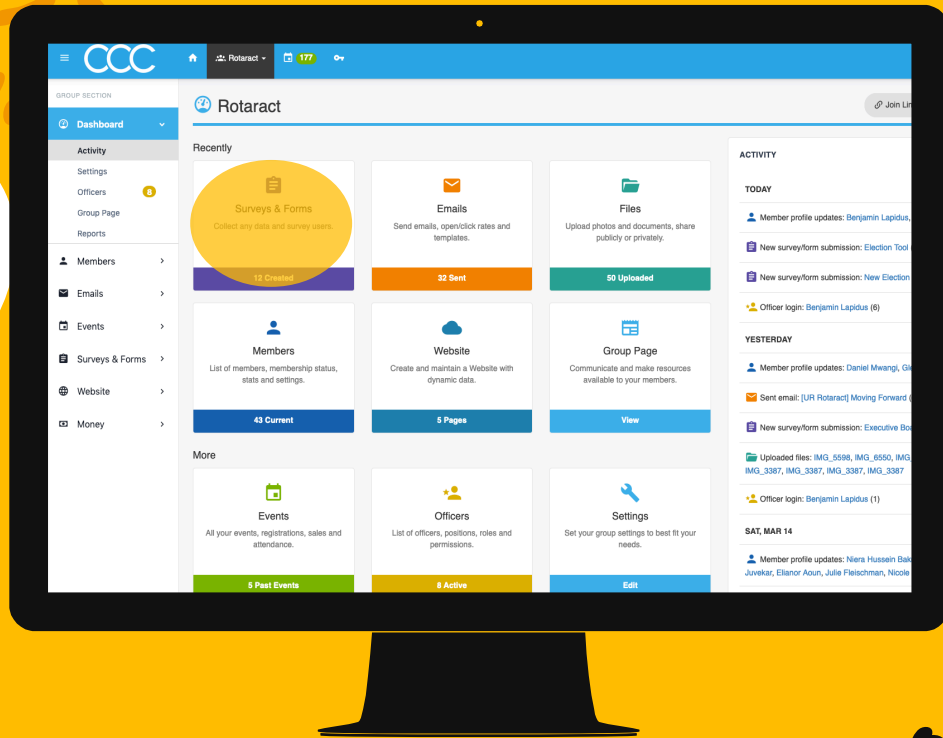 CCC
Rotaract
177
GROUP SECTION
Dashboard
Activity
Settings
Officers 8
Group Page
Reports
Members
Emails
Events
Surveys & Forms
Website
Money
Rotaract
Join
Recently
Surveys & Forms
Collect any data and survey users.
12 Created
Emails
Send emails, open/click rates and
templates.
32 Sent
Files
Upload photos and documents, share
publicly or privately.
50 Uploaded
Members
List of members, membership status,
stats and settings.
43 Current
Website
Create and maintain a Website with
dynamic data.
5 Pages
Group Page
Communicate and make resources
available to your members.
View
More
Events
All your events, registrations, sales and
attendance.
5 Past Events
Officers
List of officers, positions, roles and
permissions.
8 Active
Settings
Set your group settings to best fit your
needs.
Edit
ACTIVITY
TODAY
Member profile updates: Benjamin Lapidus,
New survey/form submission: Election Tool
New survey/form submission: New Election
Officer login: Benjamin Lapidus (6)
YESTERDAY
Member profile updates: Daniel Mwangi,
Sent email: [UR Rotaract] Moving Forward (
New survey/form submission: Executive
Uploaded files: IMG_5598, IMG_6550,
IMG_3387, IMG_3387, IMG_3387, IMG_3387
Officer login: Benjamin Lapidus (1)
SAT, MAR 14
Member profile updates: Niera Hussein
Juvekar, Elianor Aoun, Julie Fleischman, Nicole